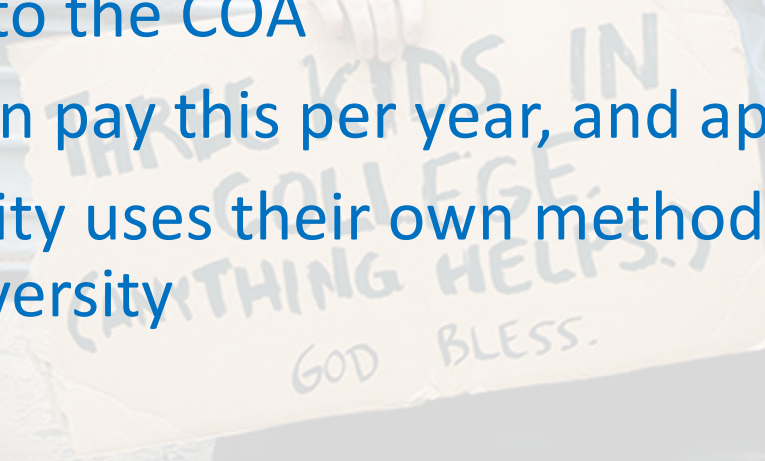 to the COA
n pay this per year, and ap
ity uses their own method
versity
THREE KIDS IN
COLLEGE.
(ANYTHING HELPS.)
GOD BLESS.